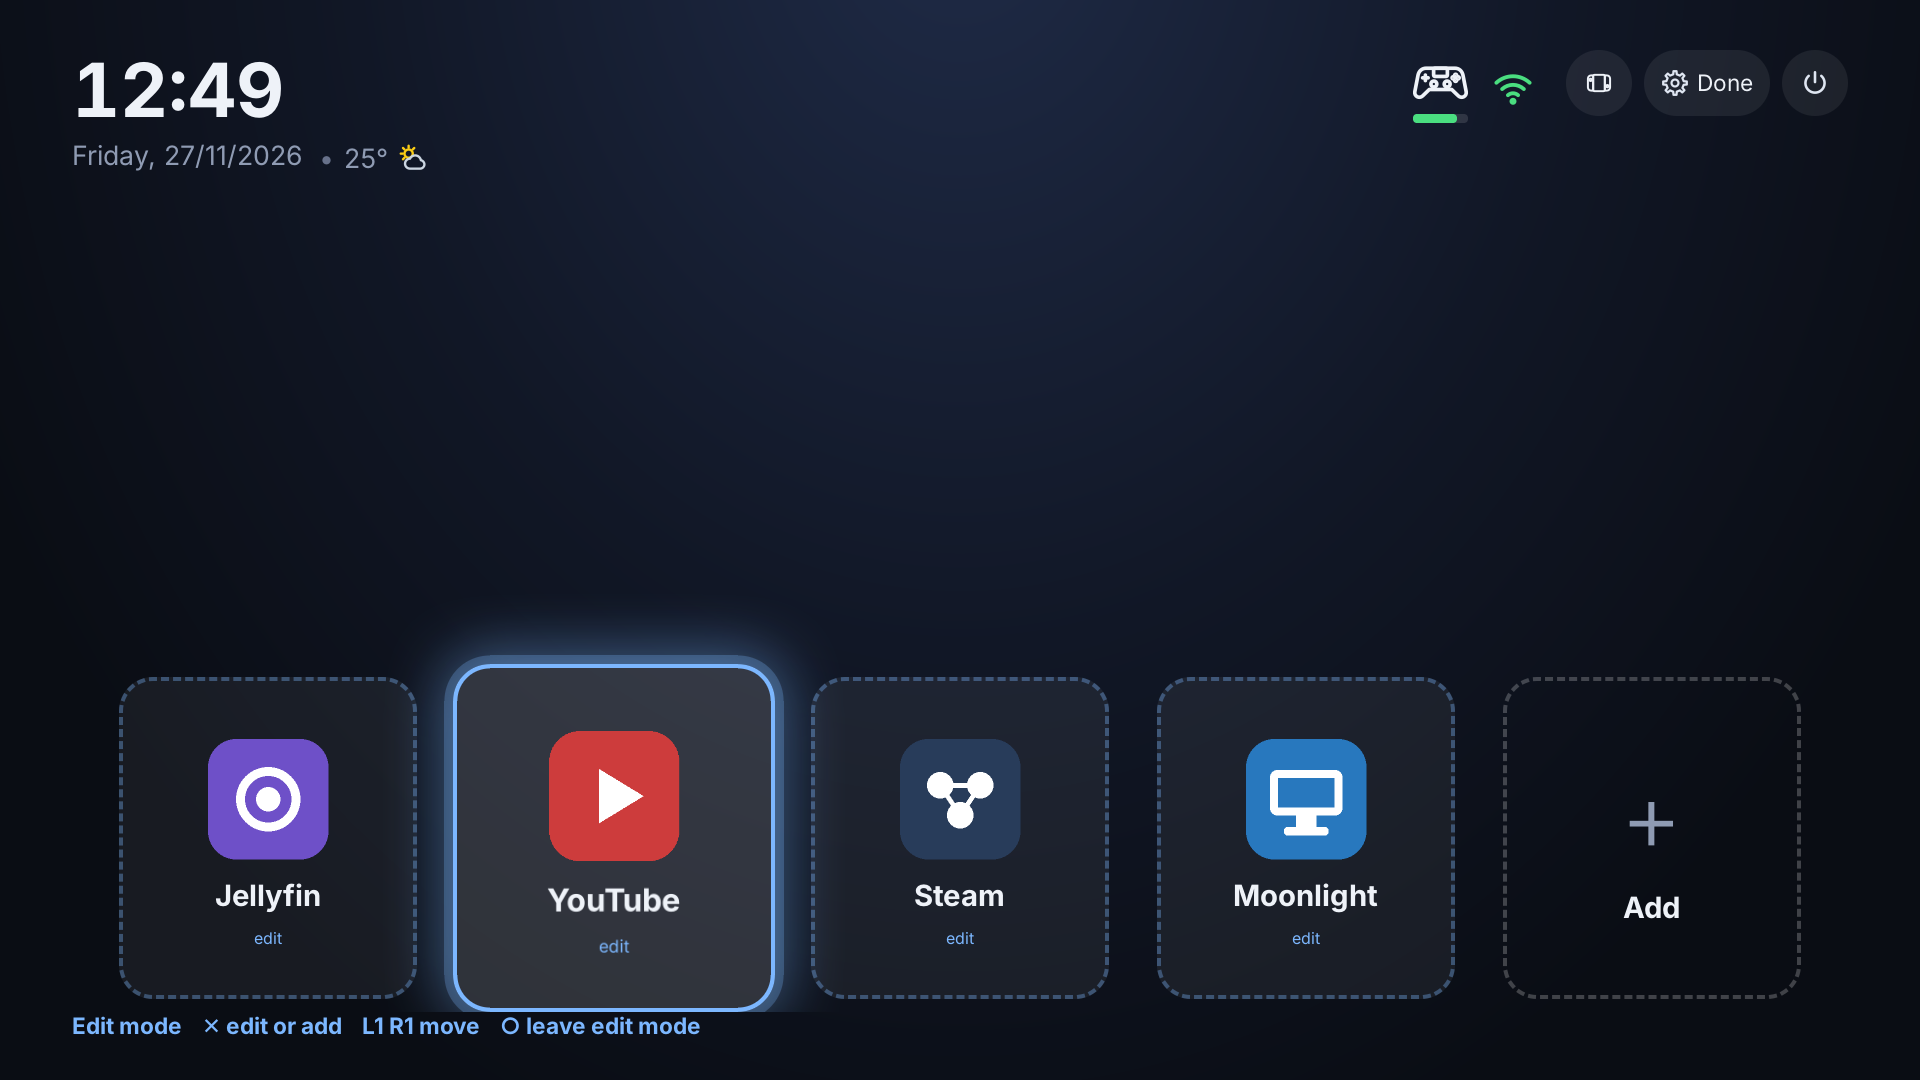 12:49
Friday, 27/11/2026 • 25°
Done
Jellyfin
edit
YouTube
edit
Steam
edit
Moonlight
edit
Add
Edit mode × edit or add L1 R1 move O leave edit mode